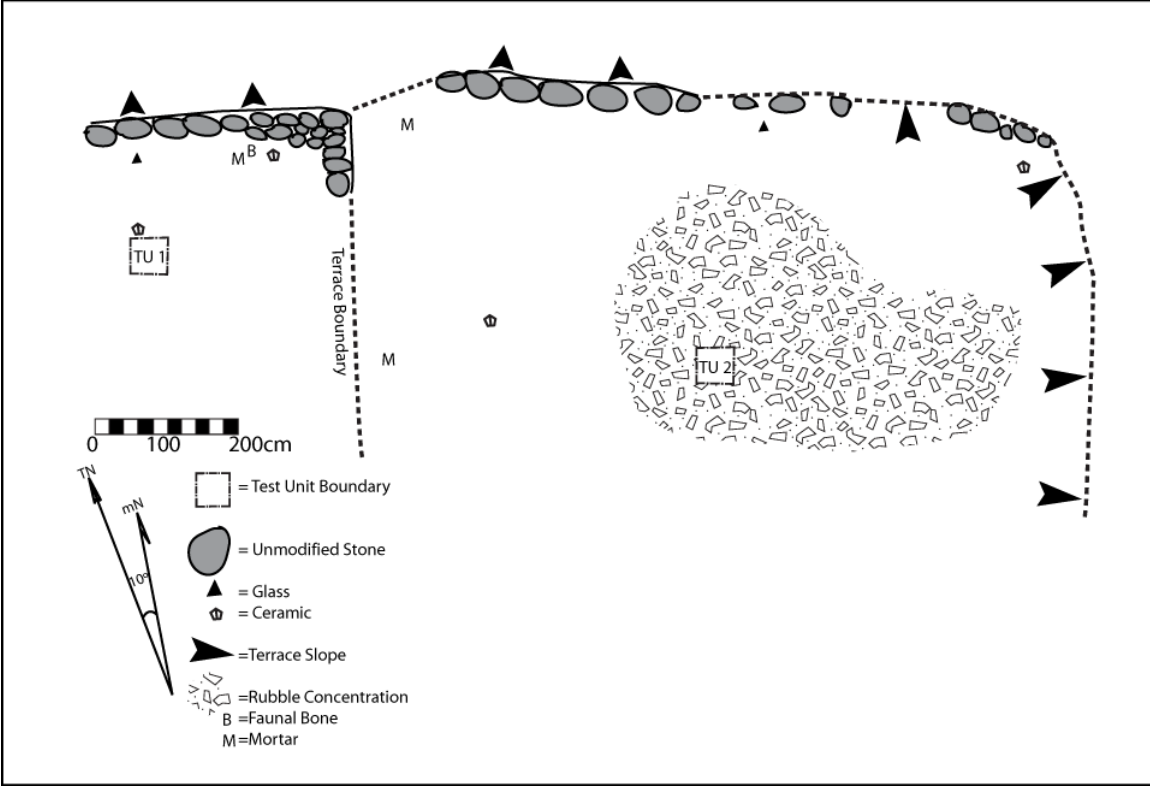 M
M B
TU 1
Terrace Boundary
M
TU 2
0 100 200cm
TN
mN
10º
= Test Unit Boundary
= Unmodified Stone
= Glass
= Ceramic
=Terrace Slope
=Rubble Concentration
B =Faunal Bone
M=Mortar